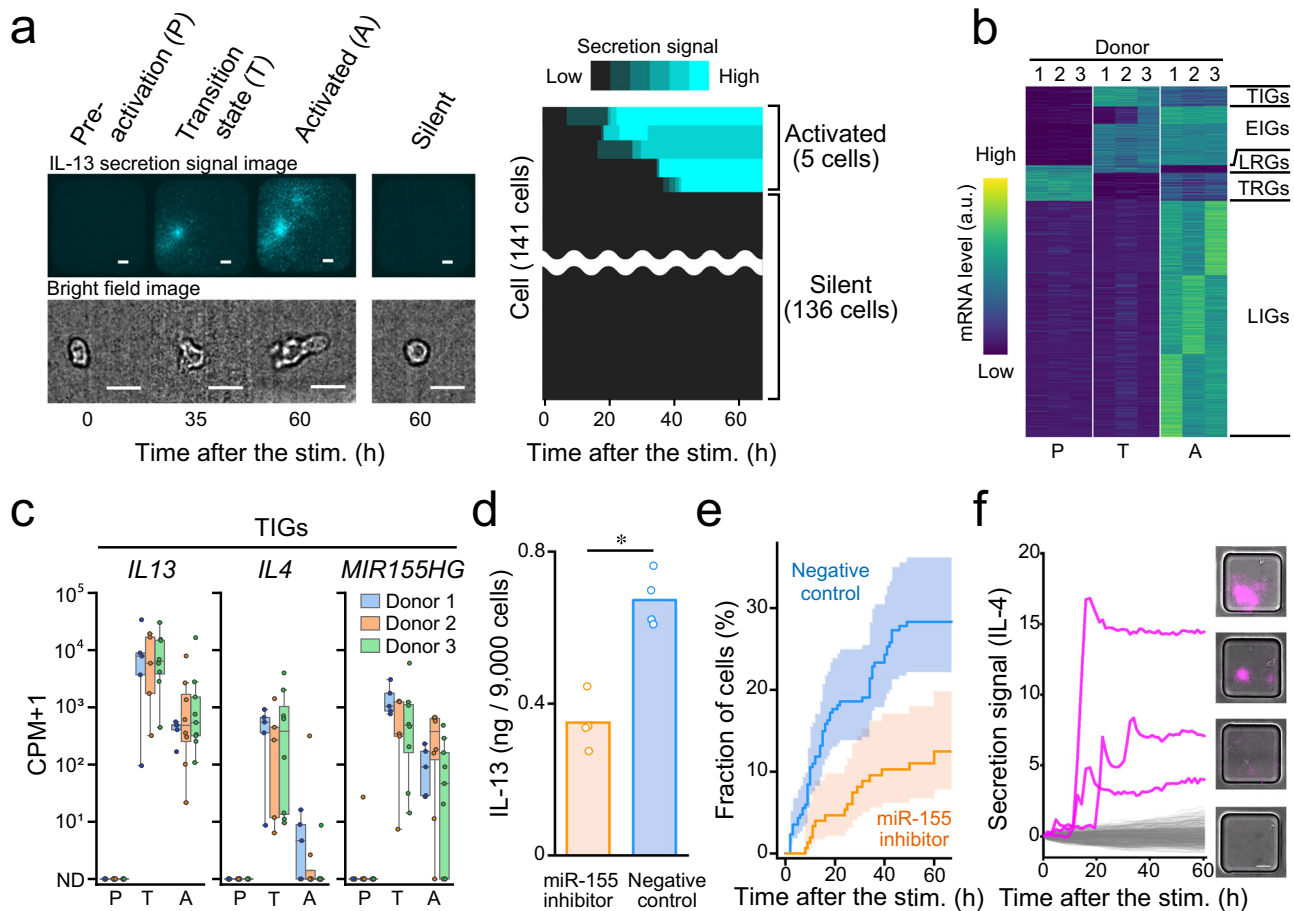 a
Pre-
activation (P)
Transition
state (T)
Activated (A)
Silent
IL-13 secretion signal image
Bright field image
0
35
60
60
Time after the stim. (h)
Secretion signal
Low
High
Cell (141 cells)
Activated
(5 cells)
Silent
(136 cells)
0
20
40
60
Time after the stim. (h)
b
Donor
1 2 3 1 2 3 1 2 3
High
Low
mRNA level (a.u.)
TIGs
EIGs
LRGs
TRGs
LIGs
P
T
A
c
TIGs
IL13
IL4
MIR155HG
Donor 1
Donor 2
Donor 3
CPM+1
10^5
10^4
10^3
10^2
10^1
ND
P T A
P T A
P T A
d
*
IL-13 (ng / 9,000 cells)
0.8
0.4
0
miR-155
inhibitor
Negative
control
e
Fraction of cells (%)
30
20
10
0
Negative
control
miR-155
inhibitor
0 20 40 60
Time after the stim. (h)
f
Secretion signal (IL-4)
20
15
10
5
0
0 20 40 60
Time after the stim. (h)